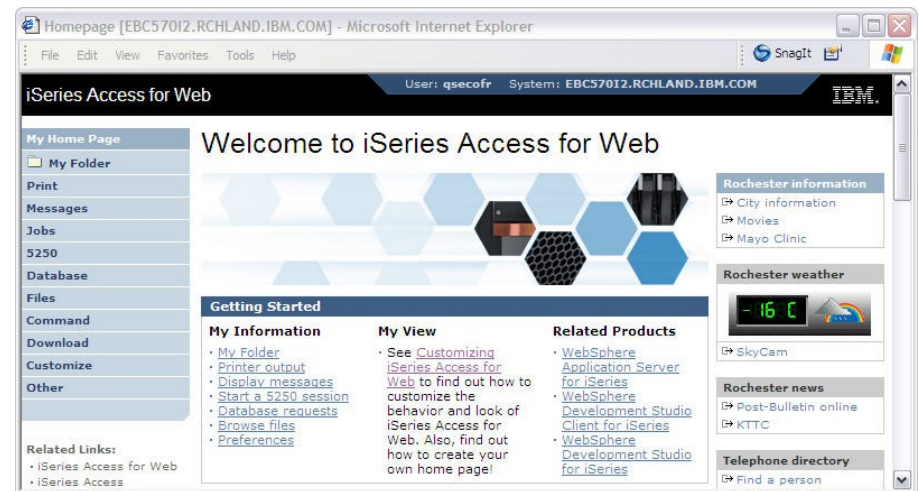 Homepage [EBC570I2.RCHLAND.IBM.COM] - Microsoft Internet Explorer
File Edit View Favorites Tools Help
SnagIt
iSeries Access for Web
User: qsecofr System: EBC570I2.RCHLAND.IBM.COM
IBM.
My Home Page
My Folder
Print
Messages
Jobs
5250
Database
Files
Command
Download
Customize
Other
Related Links:
• iSeries Access for Web
• iSeries Access
Welcome to iSeries Access for Web
Getting Started
My Information
• My Folder
• Printer output
• Display messages
• Start a 5250 session
• Database requests
• Browse files
• Preferences
My View
• See Customizing
iSeries Access for
Web to find out how to
customize the
behavior and look of
iSeries Access for
Web. Also, find out
how to create your
own home page!
Related Products
• WebSphere
Application Server
for iSeries
• WebSphere
Development Studio
Client for iSeries
• WebSphere
Development Studio
for iSeries
Rochester information
City information
Movies
Mayo Clinic
Rochester weather
-16 C
SkyCam
Rochester news
Post-Bulletin online
KTTC
Telephone directory
Find a person